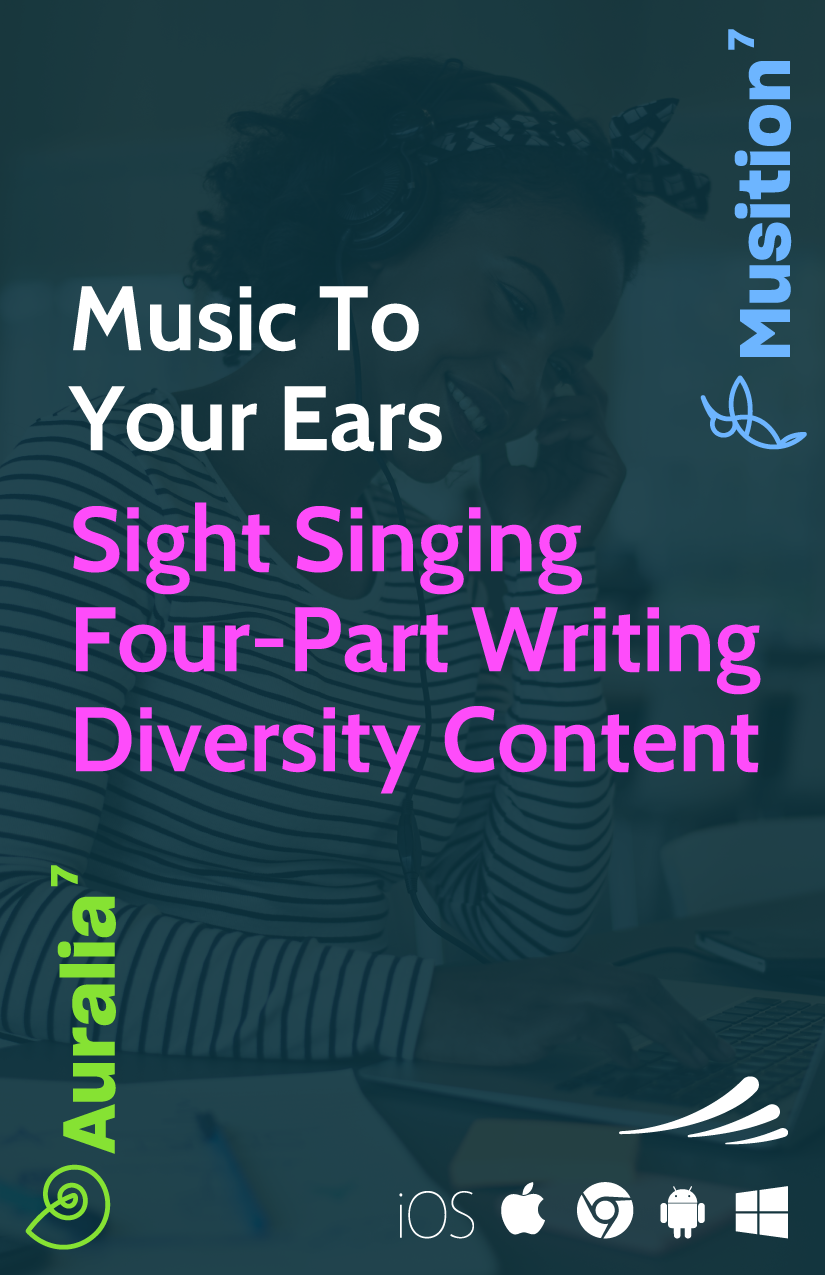 Musition 7
Music To
Your Ears
Sight Singing
Four-Part Writing
Diversity Content
Auralia 7
iOS